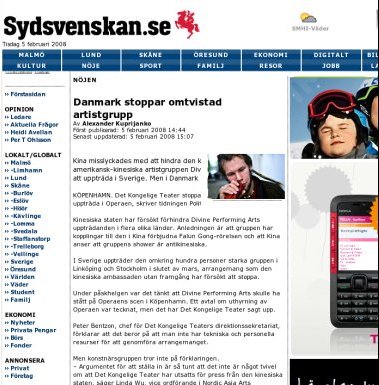 Sydsvenskan.se
Tisdag 5 februari 2008
SMHI-Väder
MALMÖ LUND SKÅNE ÖRESUND EKONOMI DIGITALT
KULTUR NÖJEN SPORT FAMILJ RESOR DEBATT JOBB
NÖJEN
Förstasidan
OPINION
Ledare
Aktuella Frågor
Heidi Avellan
Per T Ohlsson
LOKALT/GLOBALT
Malmö
-Limhamn
Lund
Skåne
-Burlöv
-Eslöv
-Höör
-Kävlinge
-Lomma
-Svedala
-Staffanstorp
-Trelleborg
-Vellinge
Sverige
Öresund
Världen
Väder
Student
Familj
EKONOMI
Nyheter
Privata Pengar
Börs
Fonder
ANNONSERA
Privat
Företag
Danmark stoppar omtvistad
artistgrupp
Av Alexander Kuprijanko
Först publicerad: 5 februari 2008 14:44
Senast uppdaterad: 5 februari 2008 15:07
Kina misslyckades med att hindra den k
amerikansk-kinesiska artistgruppen Div
att uppträda i Sverige. Men i Danmark
KÖPENHAMN. Det Kongelige Teater stoppa
uppträda i Operaen, skriver tidningen Poli
Kinesiska staten har försökt förhindra Divine Performing Arts
uppträdanden i flera olika länder. Anledningen är att gruppen har
kopplingar till den i Kina förbjudna Falun Gong-rörelsen och att Kina
anser att gruppens shower är antikinesiska.
I Sverige uppträder den omkring hundra personer starka gruppen i
Linköping och Stockholm i slutet av mars, arrangemang som den
kinesiska ambassaden utan framgång har försökt att stoppa.
Under påskhelgen var det tänkt att Divine Performing Arts skulle ha
stått på Operaens scen i Köpenhamn. Ett avtal om uthyrning av
Operaen var tecknat, men det har Det Kongelige Teater sagt upp.
Peter Bentzon, chef för Det Kongelige Teaters direktionssekretariat,
förklarar att det beror på att man inte har tekniska och personella
resurser för att genomföra arrangemanget.
Men konstnärsgruppen tror inte på förklaringen.
– Argumentet för att ställa in är så tunt att det inte är något tvivel
om att Det Kongelige Teater har utsatts för press från den kinesiska
staten, säger Linda Wu, vice ordförande i Nordic Asia Arts